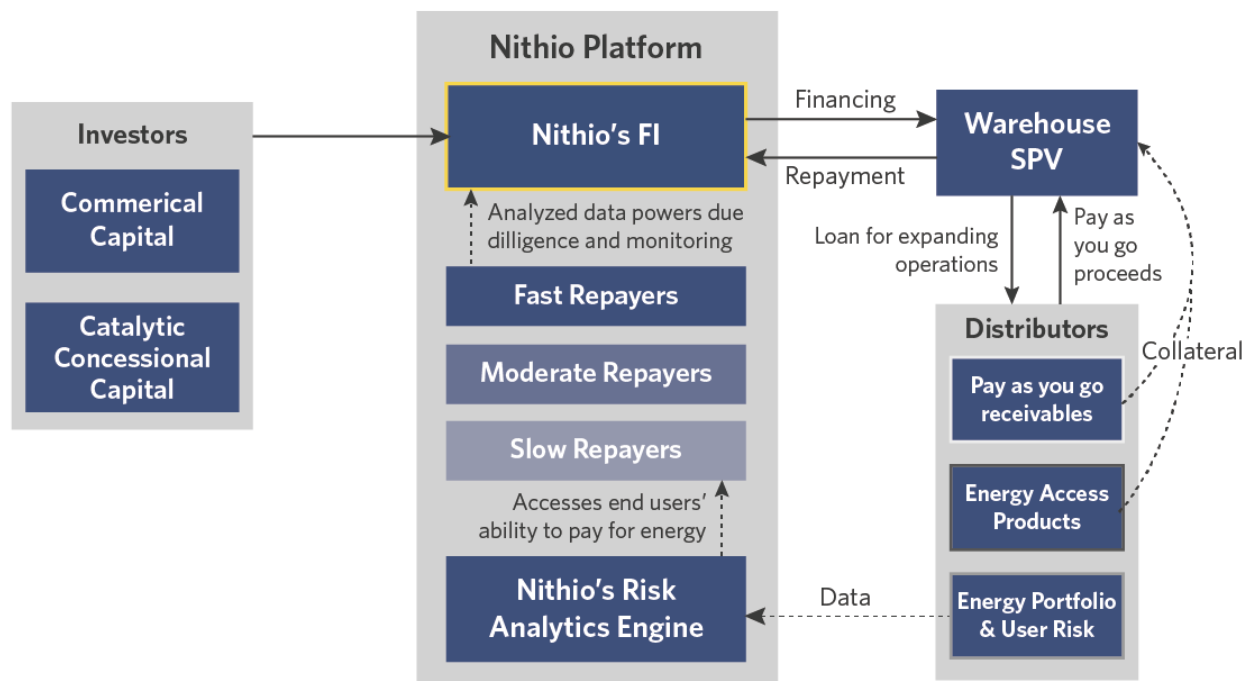 Nithio Platform
Investors
Commerical
Capital
Catalytic
Concessional
Capital
Nithio's FI
Analyzed data powers due
dilligence and monitoring
Fast Repayers
Moderate Repayers
Slow Repayers
Accesses end users'
ability to pay for energy
Nithio's Risk
Analytics Engine
Financing
Repayment
Warehouse
SPV
Loan for expanding
operations
Pay as
you go
proceeds
Distributors
Pay as you go
receivables
Collateral
Energy Access
Products
Energy Portfolio
& User Risk
Data